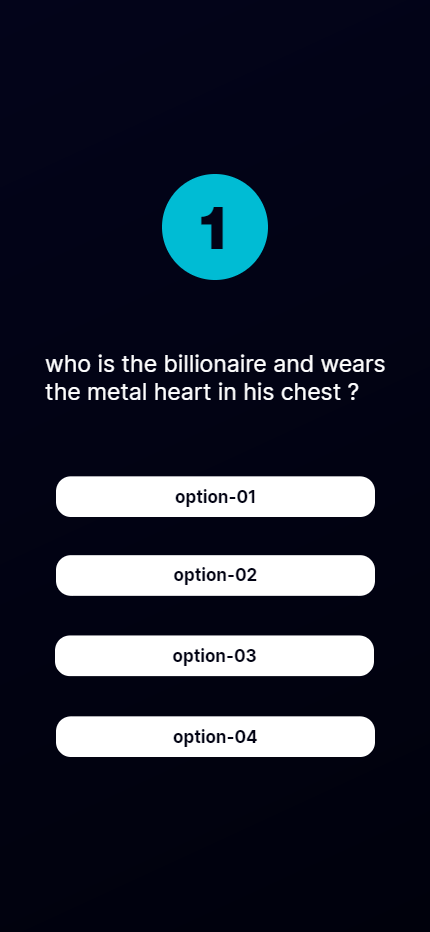 1
who is the billionaire and wears
the metal heart in his chest ?
option-01
option-02
option-03
option-04